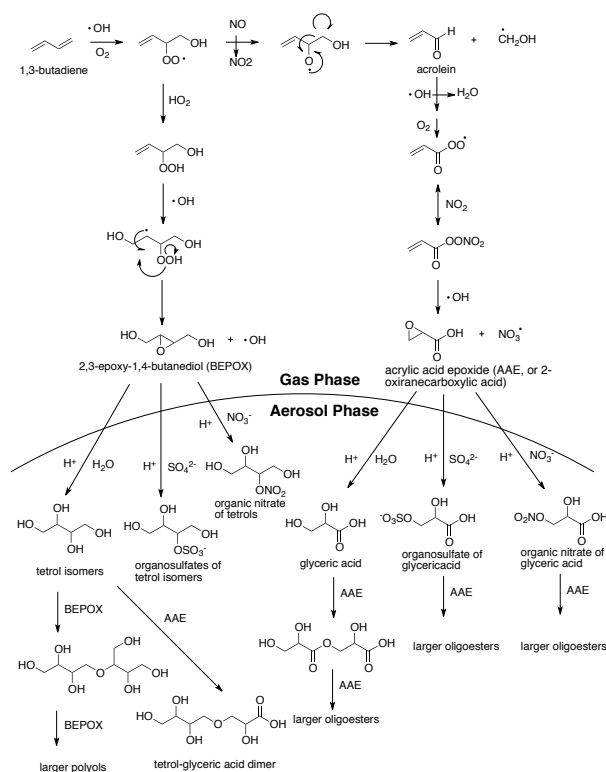 •OH
O₂
1,3-butadiene
OH
OO•
NO
NO2
OH
O•
O
H
acrolein
+
•CH₂OH
HO₂
•OH
H₂O
O₂
OH
OOH
OO•
O
•OH
NO₂
HO
OH
OOH
OONO₂
O
•OH
HO
OH
O
+ •OH
2,3-epoxy-1,4-butanediol (BEPOX)
O
OH
O
+ NO₃•
acrylic acid epoxide (AAE, or 2-
oxiranecarboxylic acid)
Gas Phase
Aerosol Phase
H⁺ H₂O
H⁺ SO₄²⁻
H⁺ NO₃⁻
H⁺ H₂O
H⁺ SO₄²⁻
H⁺ NO₃⁻
OH
HO
OH
ONO₂
organic nitrate
of tetrols
OH
HO
OH
OH
tetrol isomers
OH
HO
OH
OSO₃⁻
organosulfates of
tetrol isomers
OH
HO
OH
O
glyceric acid
OH
⁻O₃SO
OH
O
organosulfate of
glycericacid
OH
O₂NO
OH
O
organic nitrate of
glyceric acid
BEPOX
AAE
AAE
AAE
AAE
OH
HO
O
OH
OH
OH
OH
OH
HO
O
O
OH
OH
O
larger oligoesters
larger oligoesters
BEPOX
AAE
larger oligoesters
OH
HO
OH
O
OH
O
OH
larger polyols
tetrol-glyceric acid dimer